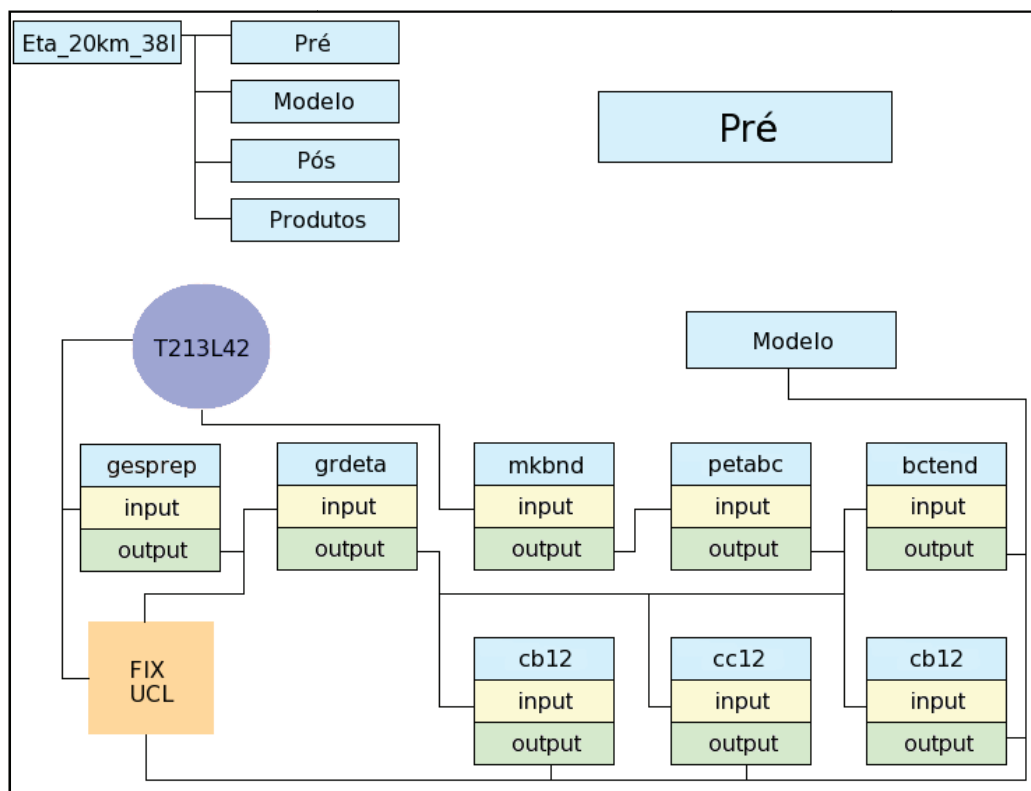 Eta_20km_38l
Pré
Modelo
Pós
Produtos
Pré
T213L42
Modelo
gesprep
input
output
grdeta
input
output
mkbnd
input
output
petabc
input
output
bctend
input
output
FIX
UCL
cb12
input
output
cc12
input
output
cb12
input
output